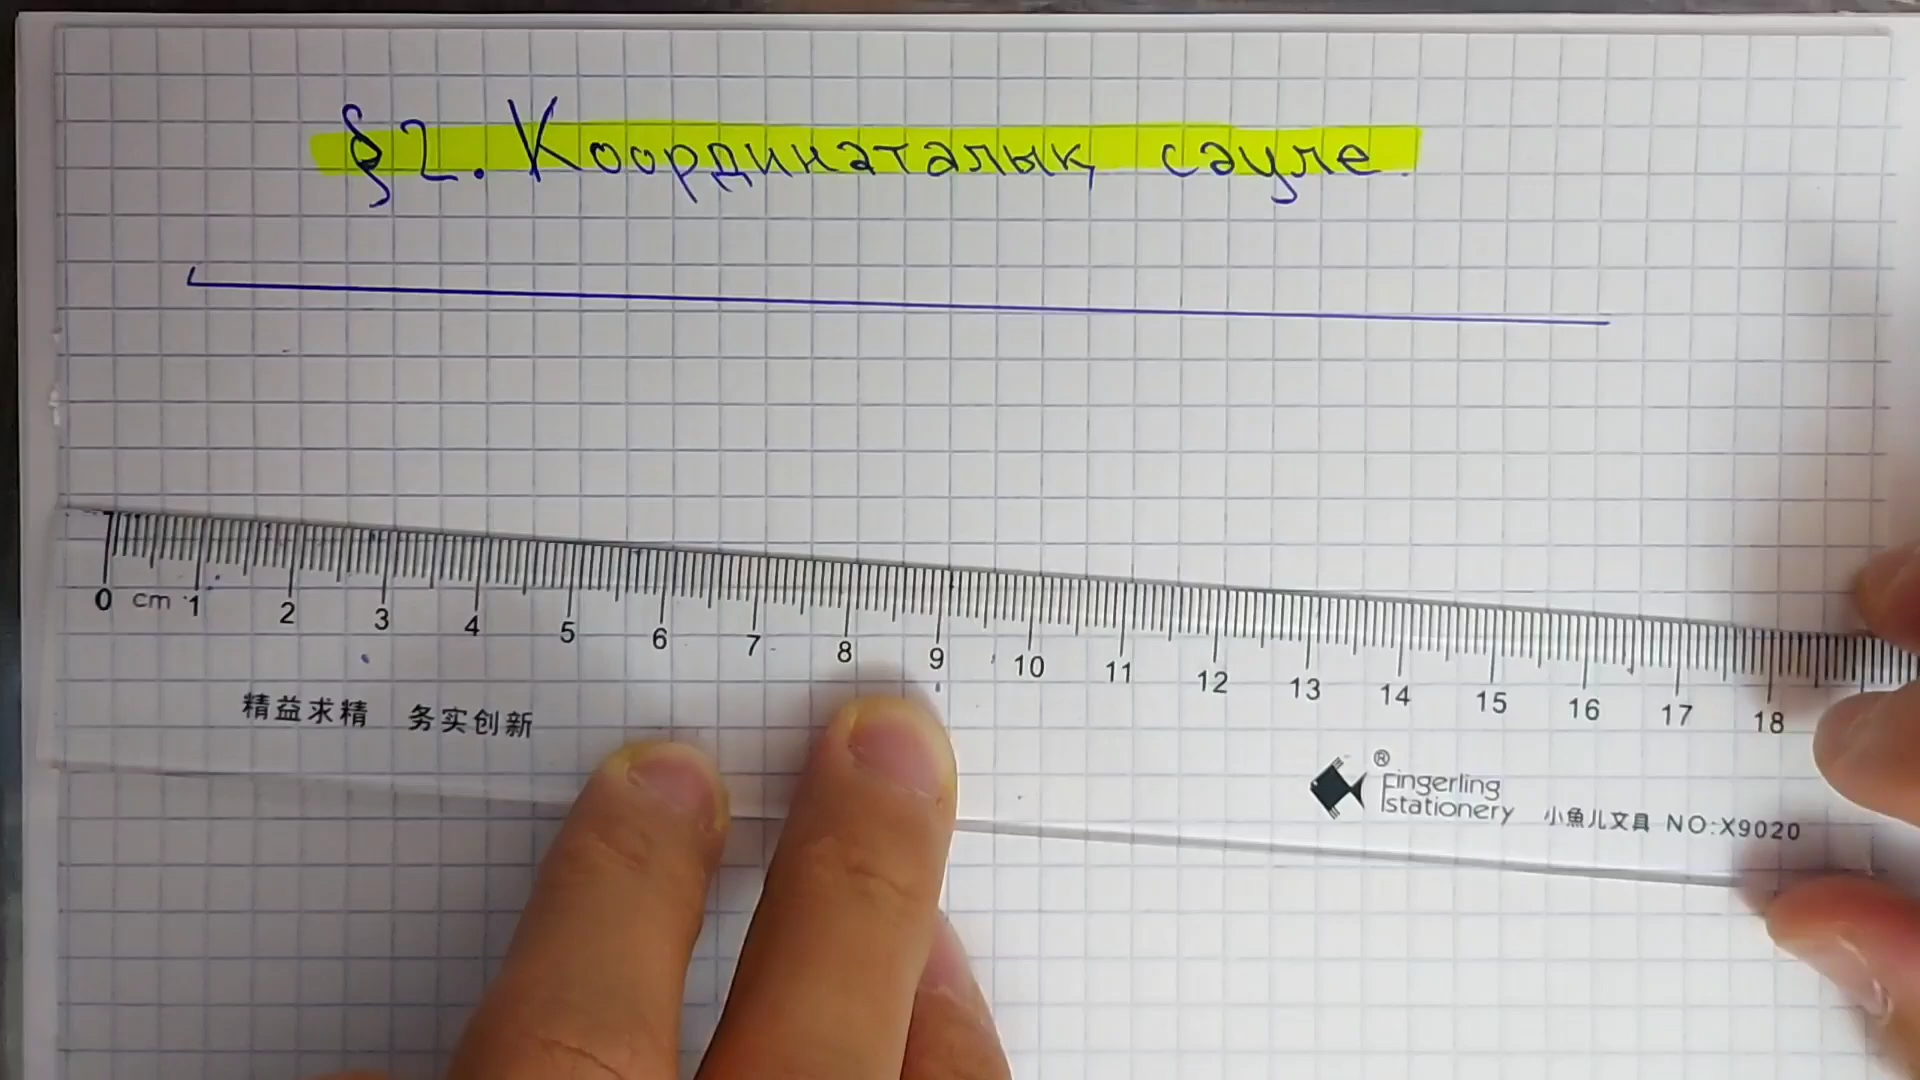 §2. Координаталық сәуле.
0 cm 1 2 3 4 5 6 7 8 9 10 11 12 13 14 15 16 17 18
精益求精 务实创新
®
Fingerling
stationery 小魚儿文具 NO:X9020